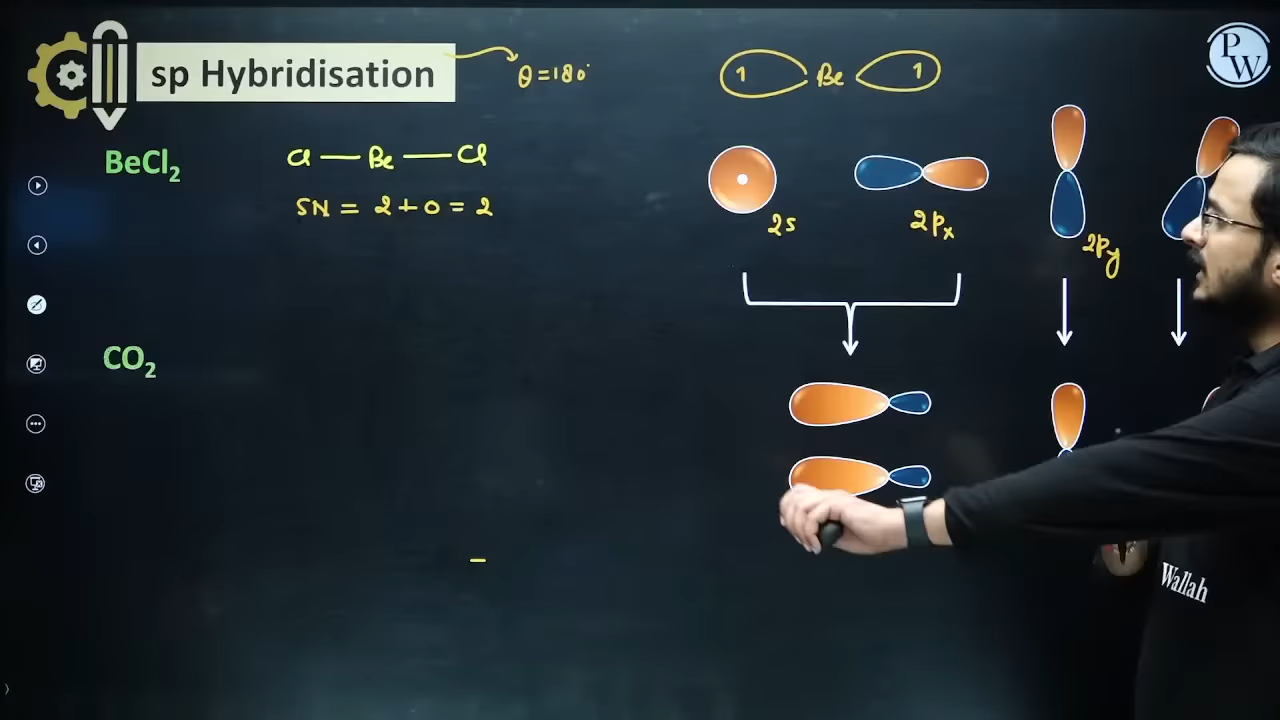 sp Hybridisation
θ = 180°
1 Be 1
PW
BeCl₂
Cl — Be — Cl
SN = 2 + 0 = 2
2s
2Px
2Py
CO₂
Wallah